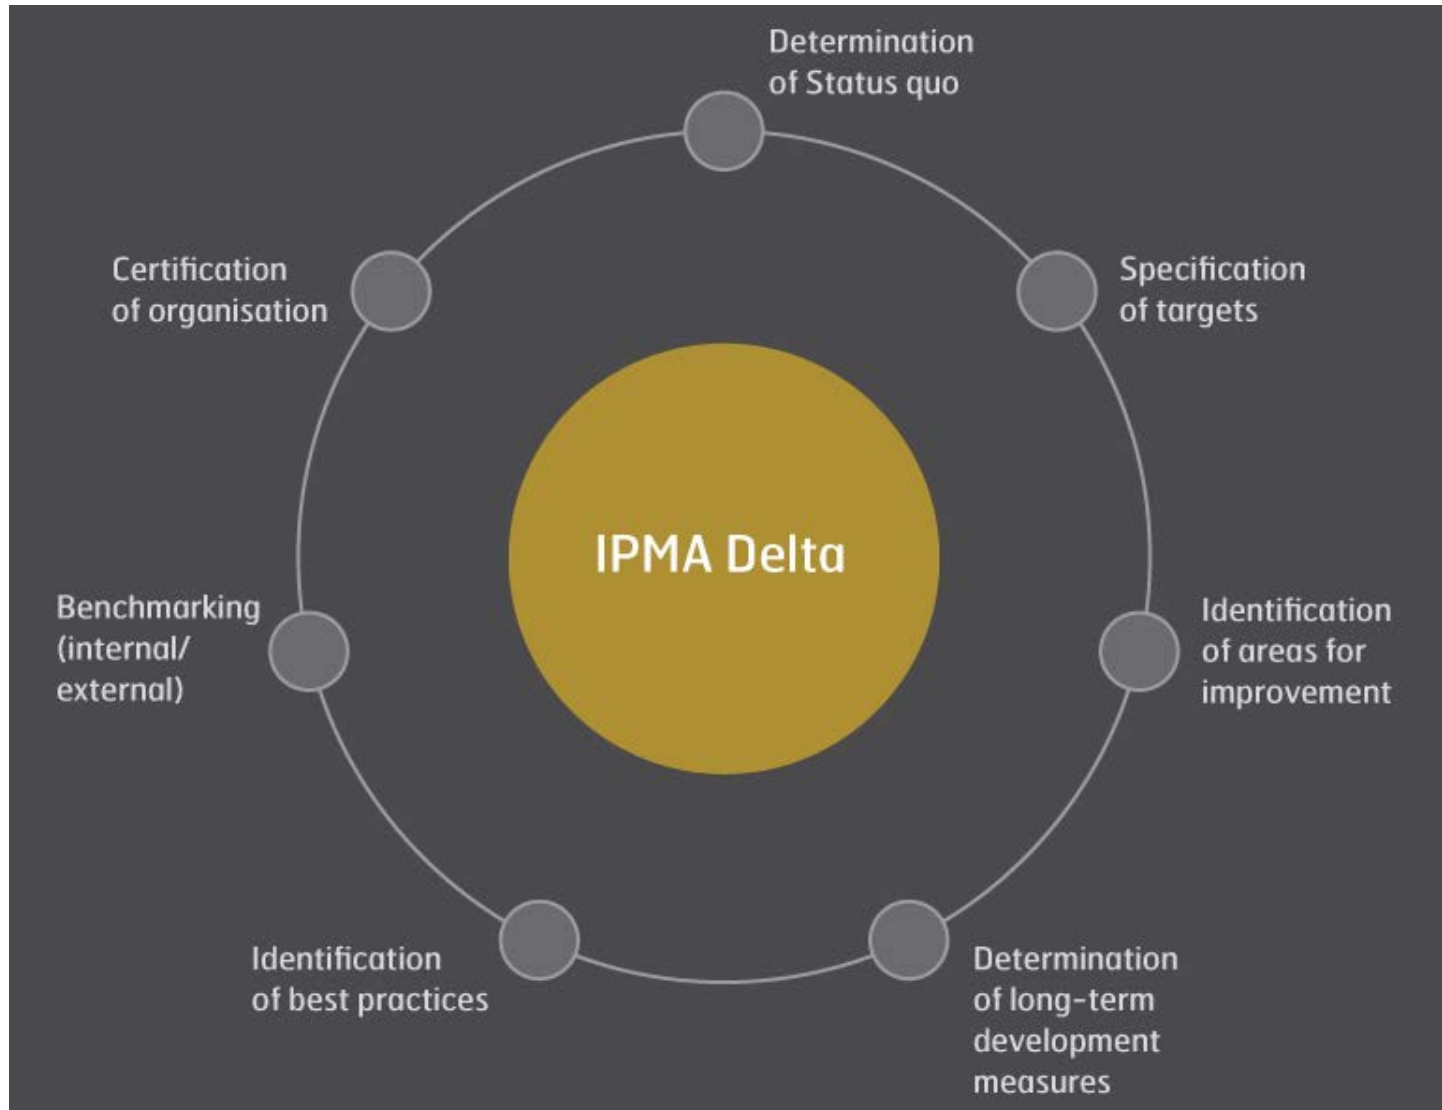 Determination
of Status quo
Specification
of targets
Identification
of areas for
improvement
Determination
of long-term
development
measures
Identification
of best practices
Benchmarking
(internal/
external)
Certification
of organisation
IPMA Delta